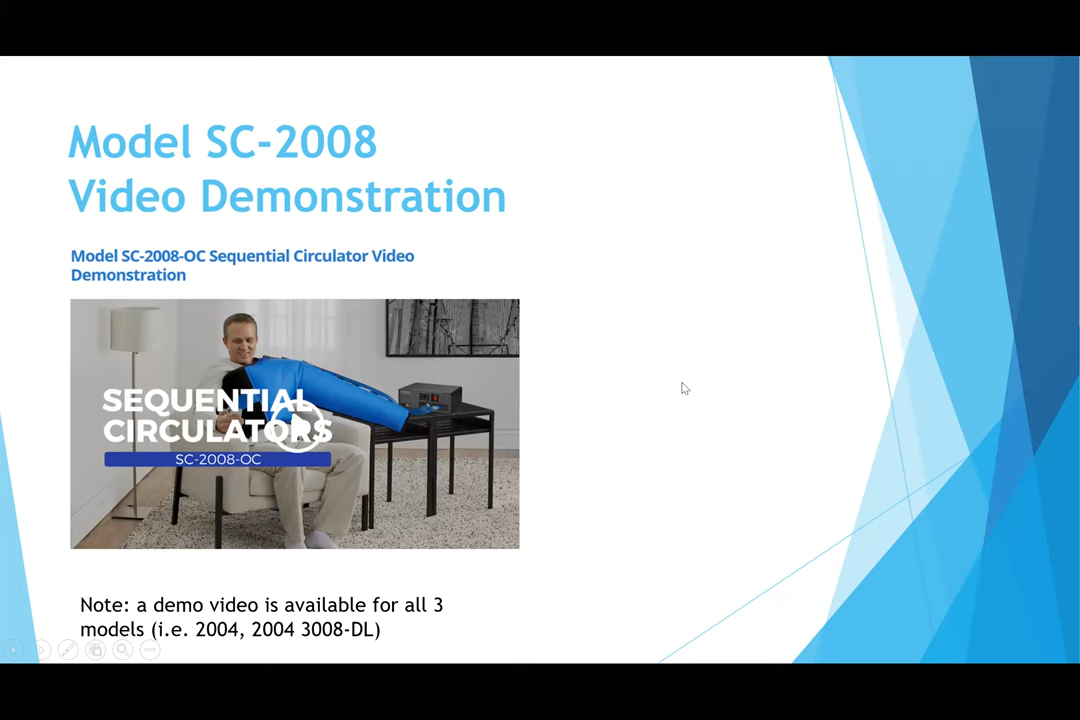 Model SC-2008
Video Demonstration
Model SC-2008-OC Sequential Circulator Video
Demonstration
SEQUENTIAL
CIRCULATORS
SC-2008-OC
Note: a demo video is available for all 3
models (i.e. 2004, 2004 3008-DL)